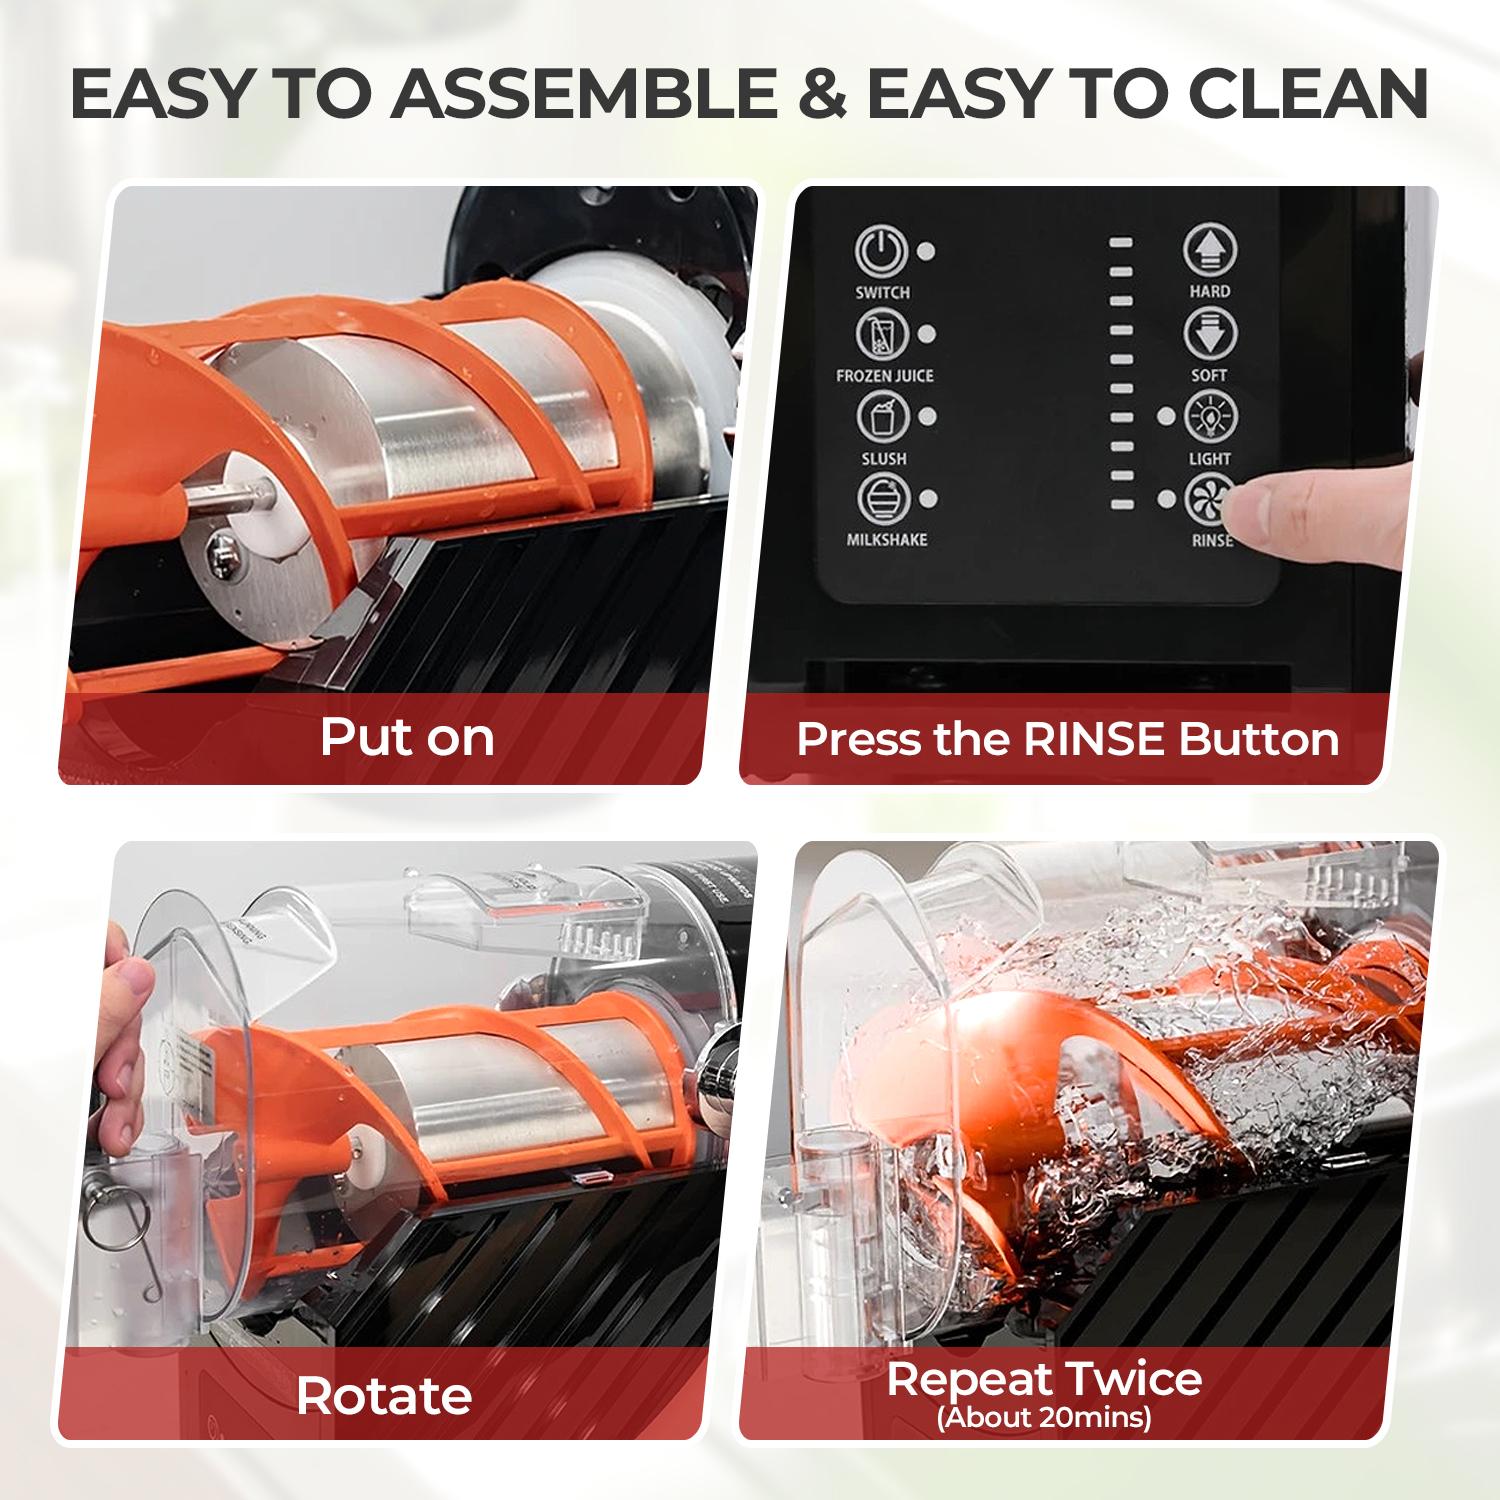 EASY TO ASSEMBLE & EASY TO CLEAN
SWITCH
HARD
FROZEN JUICE
SOFT
SLUSH
LIGHT
MILKSHAKE
RINSE
Put on
Press the RINSE Button
Rotate
Repeat Twice
(About 20mins)